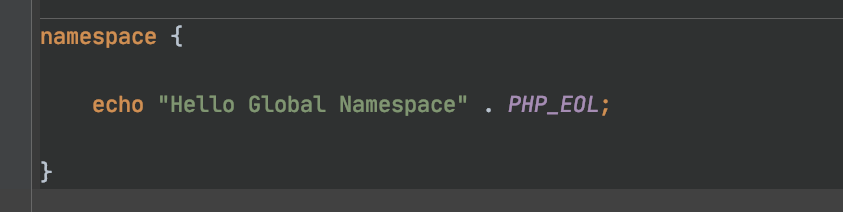 namespace {
echo "Hello Global Namespace" . PHP_EOL;
}